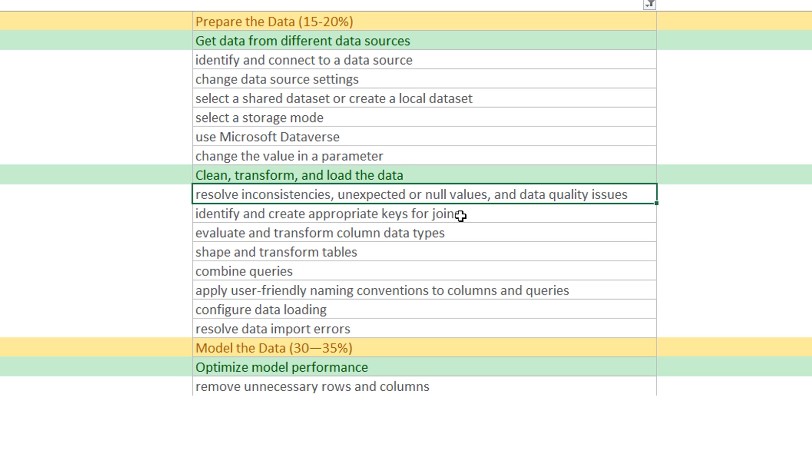 Prepare the Data (15-20%)
Get data from different data sources
identify and connect to a data source
change data source settings
select a shared dataset or create a local dataset
select a storage mode
use Microsoft Dataverse
change the value in a parameter
Clean, transform, and load the data
resolve inconsistencies, unexpected or null values, and data quality issues
identify and create appropriate keys for joins
evaluate and transform column data types
shape and transform tables
combine queries
apply user-friendly naming conventions to columns and queries
configure data loading
resolve data import errors
Model the Data (30—35%)
Optimize model performance
remove unnecessary rows and columns